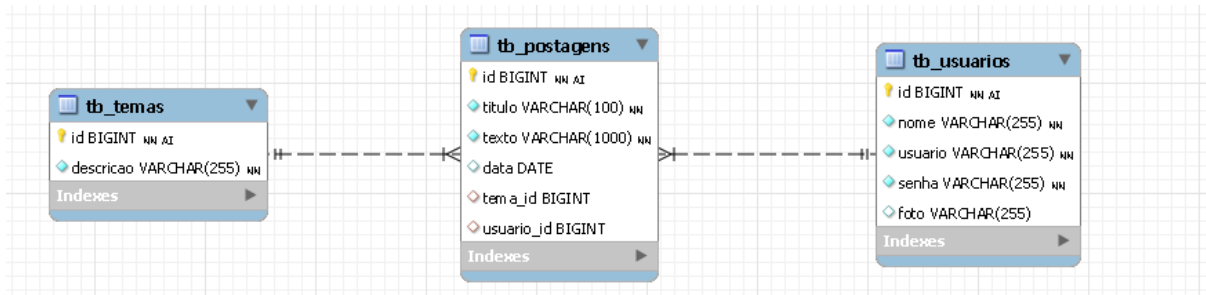 tb_temas
id BIGINT NN AI
descricao VARCHAR(255) NN
Indexes
tb_postagens
id BIGINT NN AI
titulo VARCHAR(100) NN
texto VARCHAR(1000) NN
data DATE
tema_id BIGINT
usuario_id BIGINT
Indexes
tb_usuarios
id BIGINT NN AI
nome VARCHAR(255) NN
usuario VARCHAR(255) NN
senha VARCHAR(255) NN
foto VARCHAR(255)
Indexes